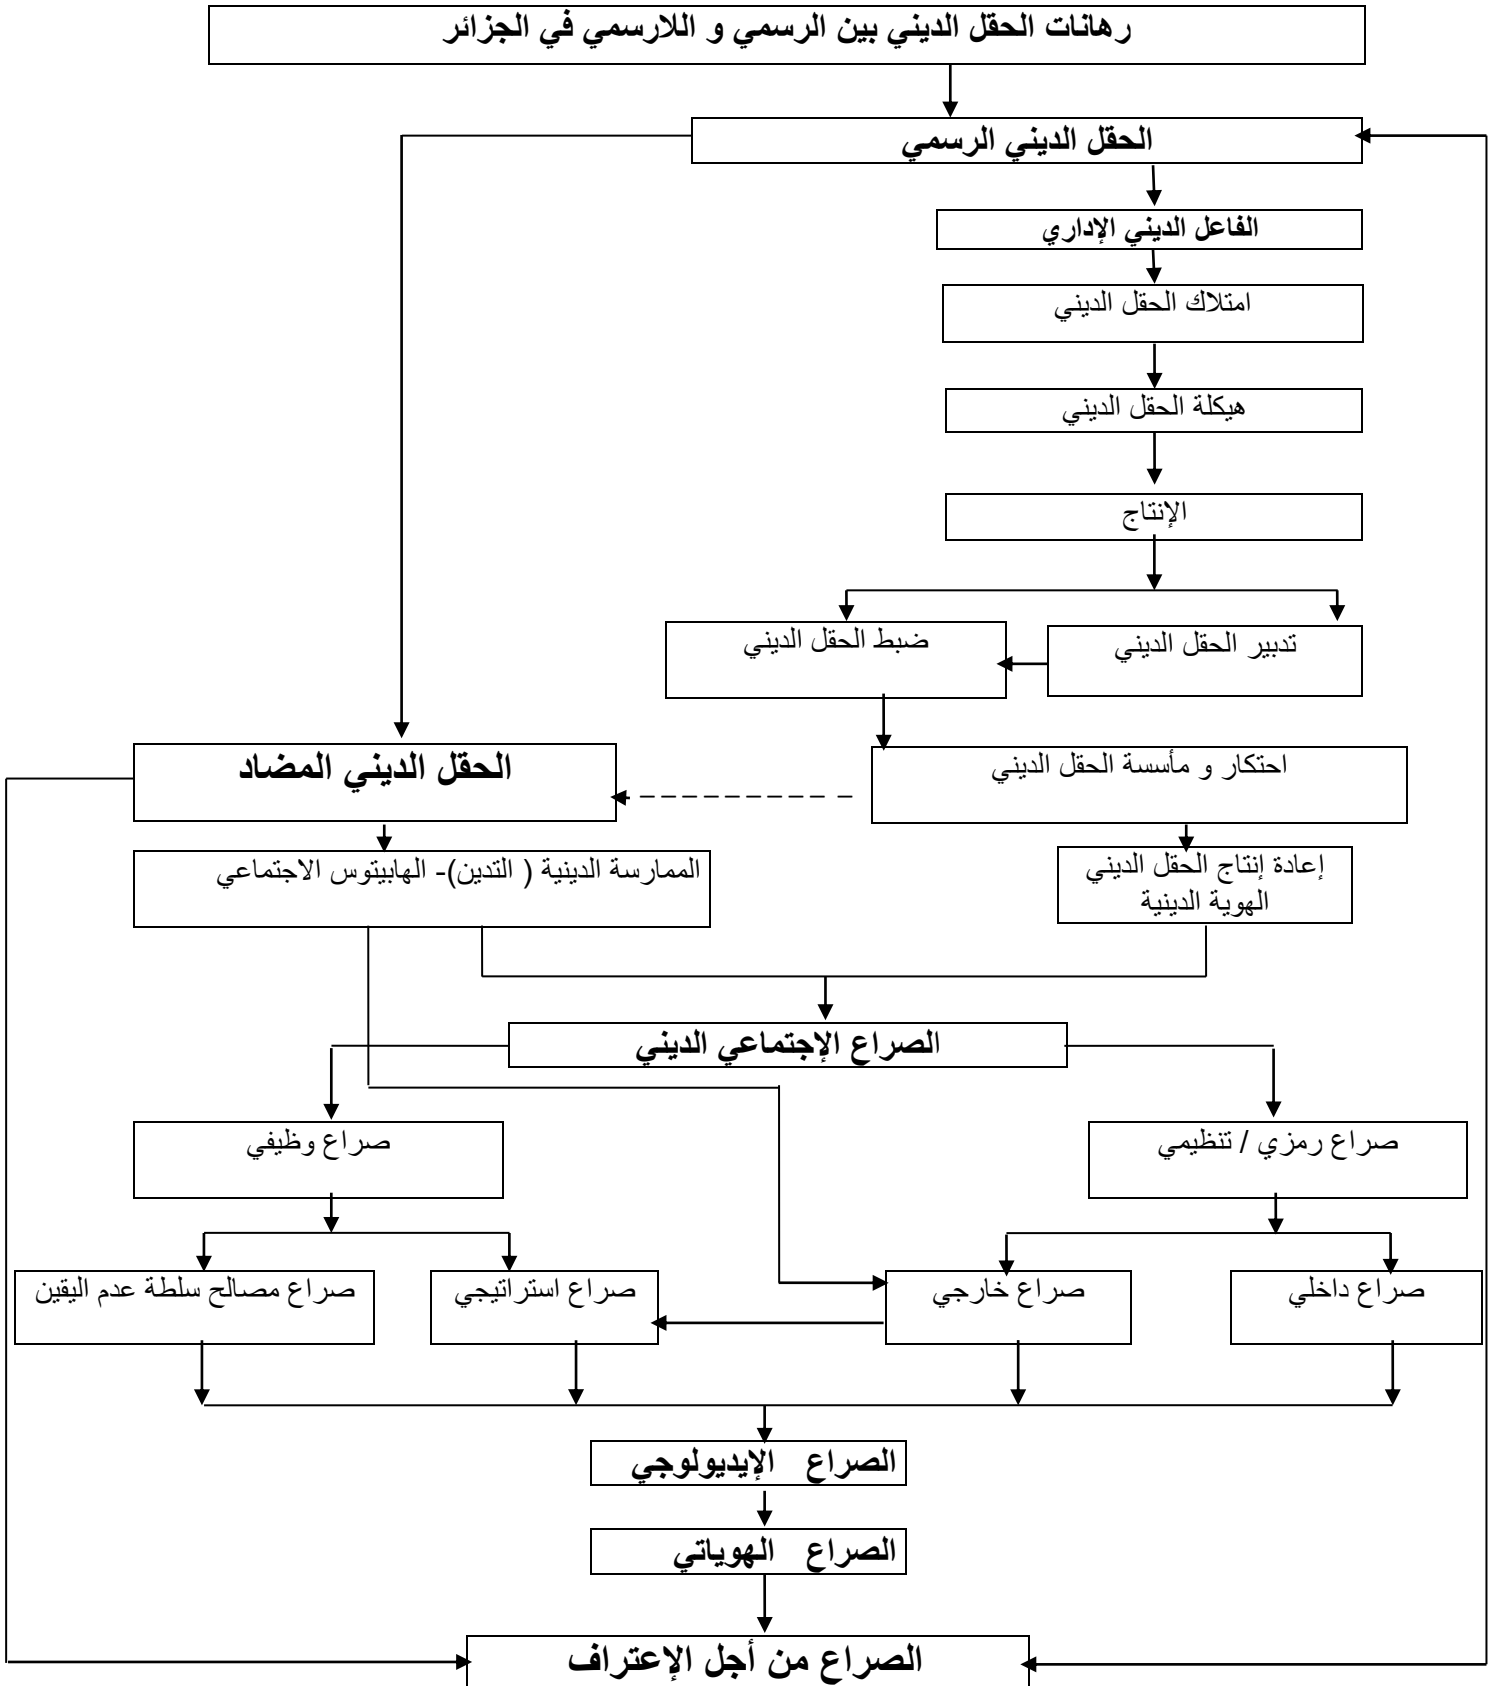 رهانات الحقل الديني بين الرسمي و اللارسمي في الجزائر
الحقل الديني الرسمي
الفاعل الديني الإداري
امتلاك الحقل الديني
هيكلة الحقل الديني
الإنتاج
تدبير الحقل الديني
ضبط الحقل الديني
احتكار و مأسسة الحقل الديني
الحقل الديني المضاد
إعادة إنتاج الحقل الديني
الهوية الدينية
الممارسة الدينية ( التدين)- الهابيتوس الاجتماعي
الصراع الإجتماعي الديني
صراع رمزي / تنظيمي
صراع وظيفي
صراع داخلي
صراع خارجي
صراع استراتيجي
صراع مصالح سلطة عدم اليقين
الصراع الإيديولوجي
الصراع الهوياتي
الصراع من أجل الإعتراف